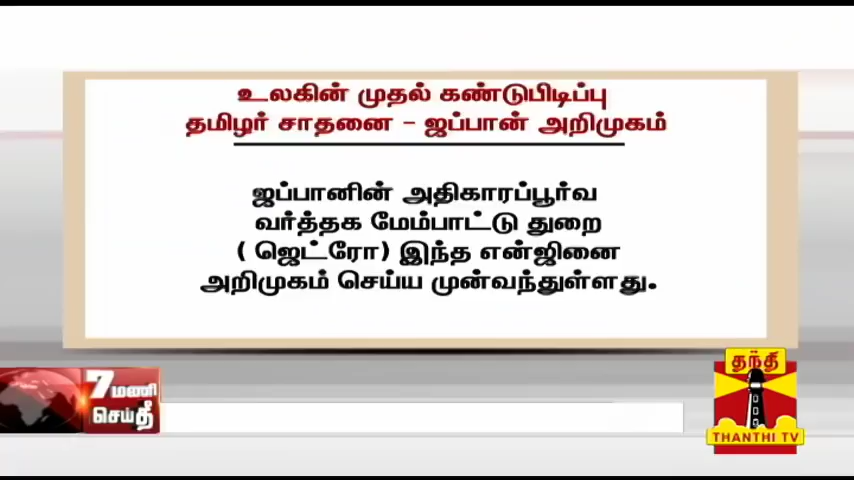 உலகின் முதல் கண்டுபிடிப்பு
தமிழர் சாதனை - ஜப்பான் அறிமுகம்
ஜப்பானின் அதிகாரப்பூர்வ
வர்த்தக மேம்பாட்டு துறை
( ஜெட்ரோ) இந்த என்ஜினை
அறிமுகம் செய்ய முன்வந்துள்ளது.
7 மணி
செய்தீ
தந்தி
THANTHI TV